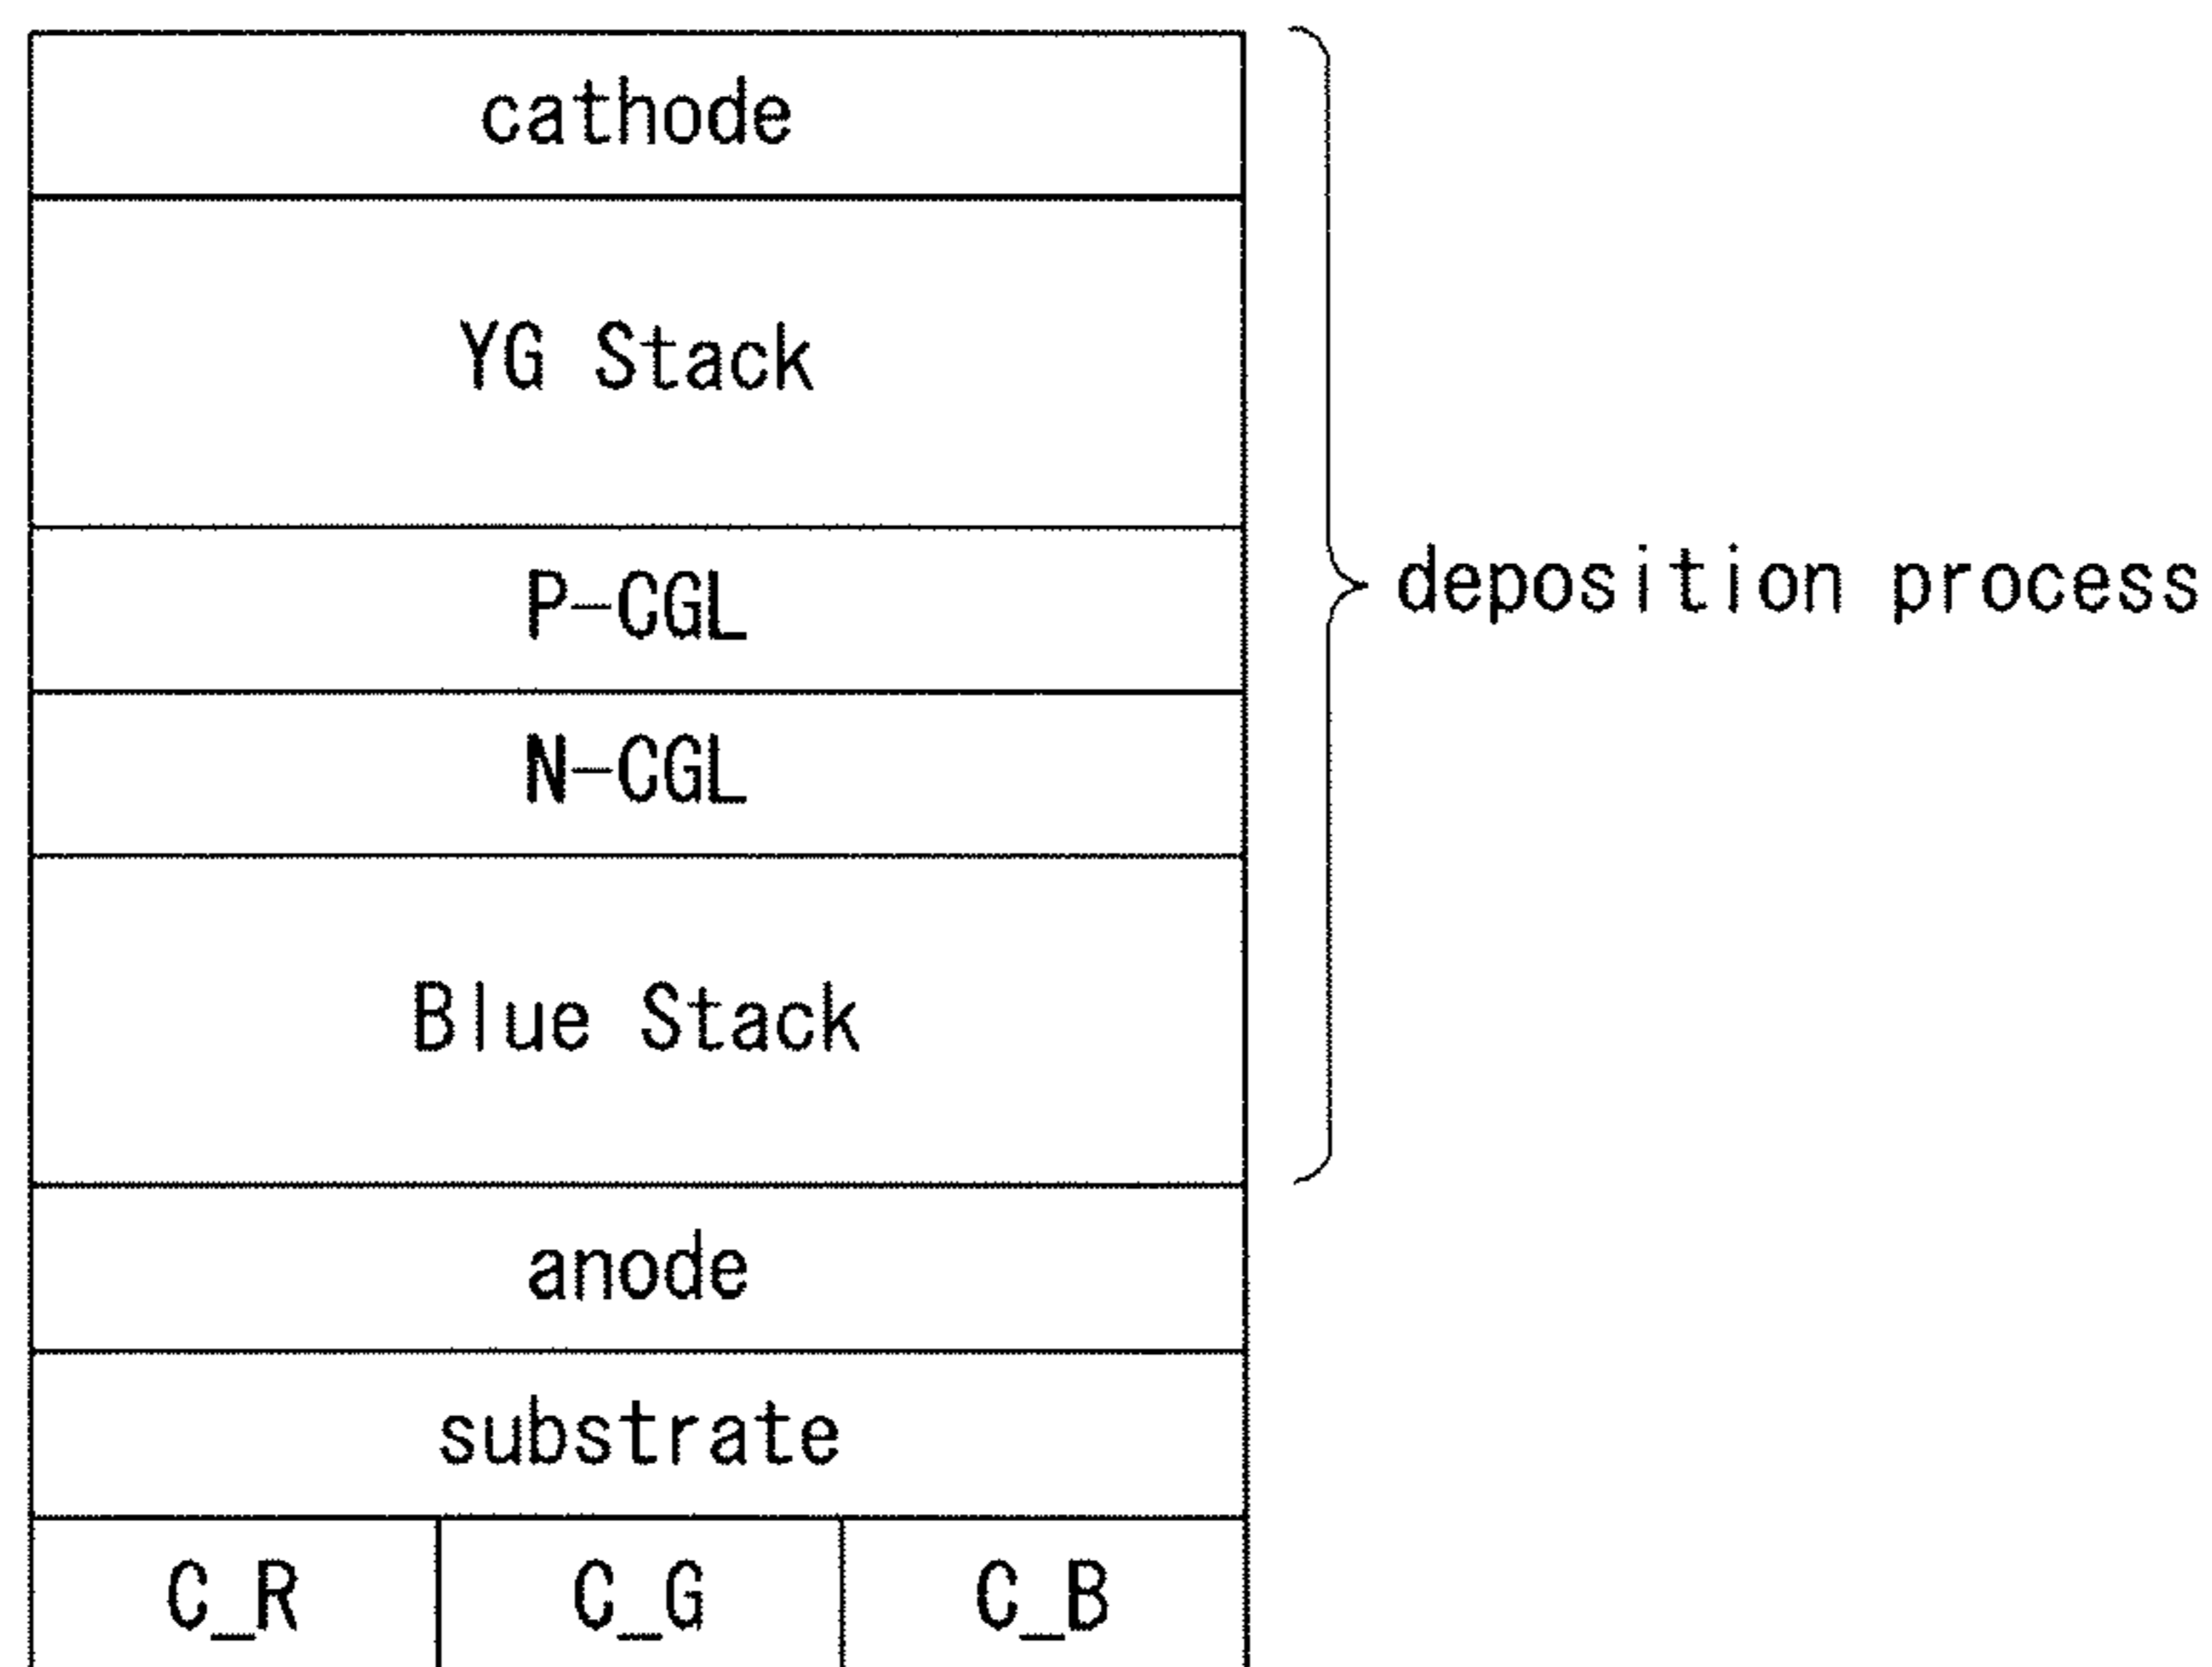 cathode
YG Stack
P-CGL
deposition process
N-CGL
Blue Stack
anode
substrate
C_R C_G C_B